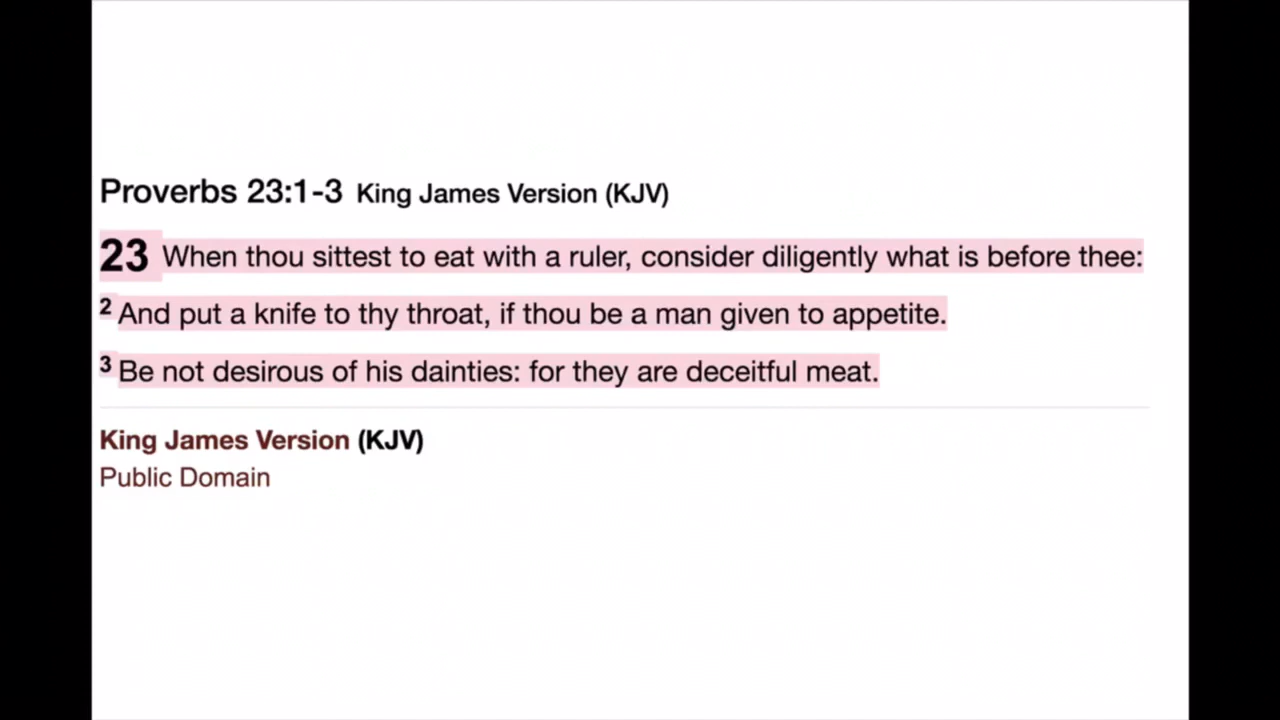 Proverbs 23:1-3 King James Version (KJV)
23 When thou sittest to eat with a ruler, consider diligently what is before thee:
2 And put a knife to thy throat, if thou be a man given to appetite.
3 Be not desirous of his dainties: for they are deceitful meat.
King James Version (KJV)
Public Domain